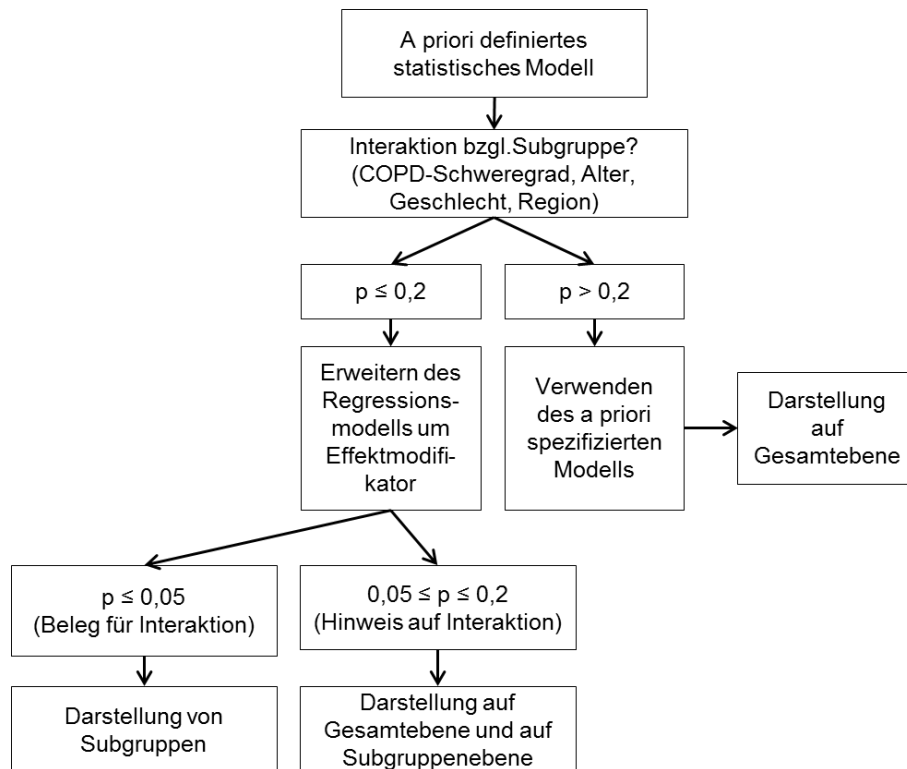 A priori definiertes
statistisches Modell
Interaktion bzgl.Subgruppe?
(COPD-Schweregrad, Alter,
Geschlecht, Region)
p ≤ 0,2
p > 0,2
Erweitern des
Regressions-
modells um
Effektmodifi-
kator
Verwenden
des a priori
spezifizierten
Modells
Darstellung
auf
Gesamtebene
p ≤ 0,05
(Beleg für Interaktion)
0,05 ≤ p ≤ 0,2
(Hinweis auf Interaktion)
Darstellung von
Subgruppen
Darstellung auf
Gesamtebene und auf
Subgruppenebene